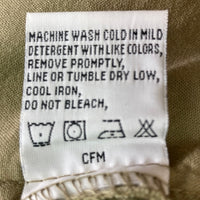 MACHINE WASH COLD IN MILD
DETERGENT WITH LIKE COLORS,
REMOVE PROMPTLY,
LINE OR TUMBLE DRY LOW,
COOL IRON,
DO NOT BLEACH,
CFM